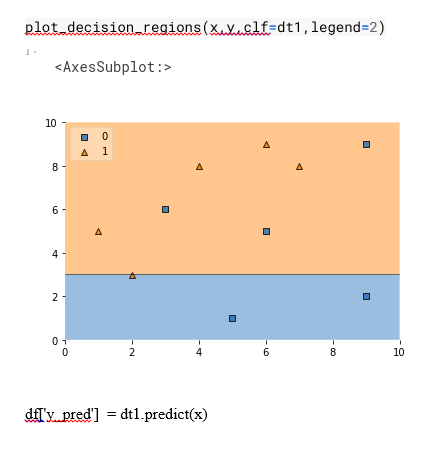 plot_decision_regions(x,y,clf=dt1,legend=2)
<AxesSubplot:>
10
0
1
8
6
4
2
0
0 2 4 6 8 10
df['y_pred'] = dt1.predict(x)